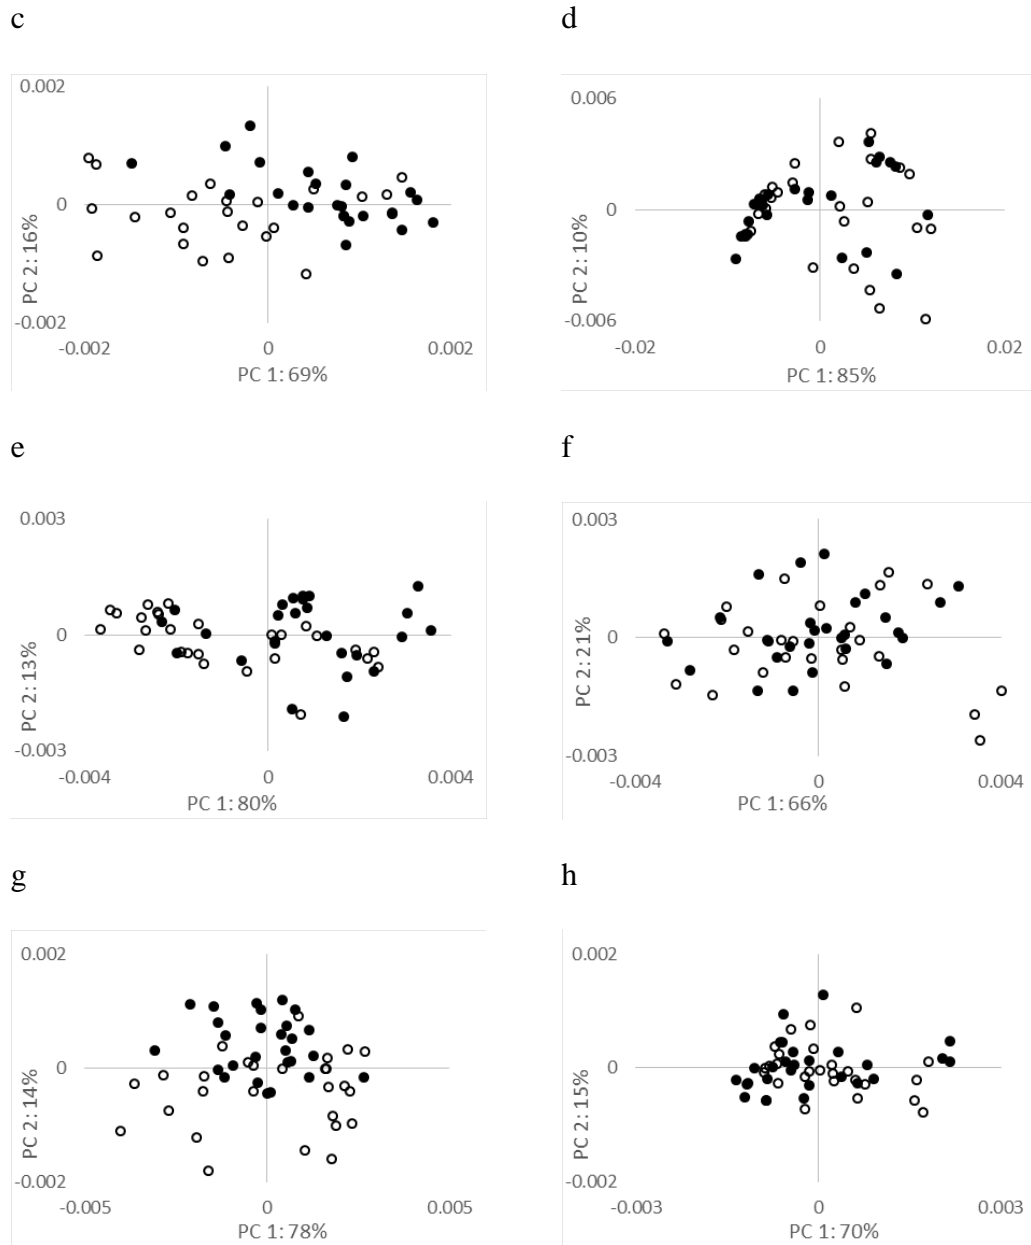 c
d
0.002
0
-0.002
-0.002
0
0.002
PC 2: 16%
PC 1: 69%
0.006
0
-0.006
-0.02
0
0.02
PC 2: 10%
PC 1: 85%
e
f
0.003
0
-0.003
-0.004
0
0.004
PC 2: 13%
PC 1: 80%
0.003
0
-0.003
-0.004
0
0.004
PC 2: 21%
PC 1: 66%
g
h
0.002
0
-0.002
-0.005
0
0.005
PC 2: 14%
PC 1: 78%
0.002
0
-0.002
-0.003
0
0.003
PC 2: 15%
PC 1: 70%